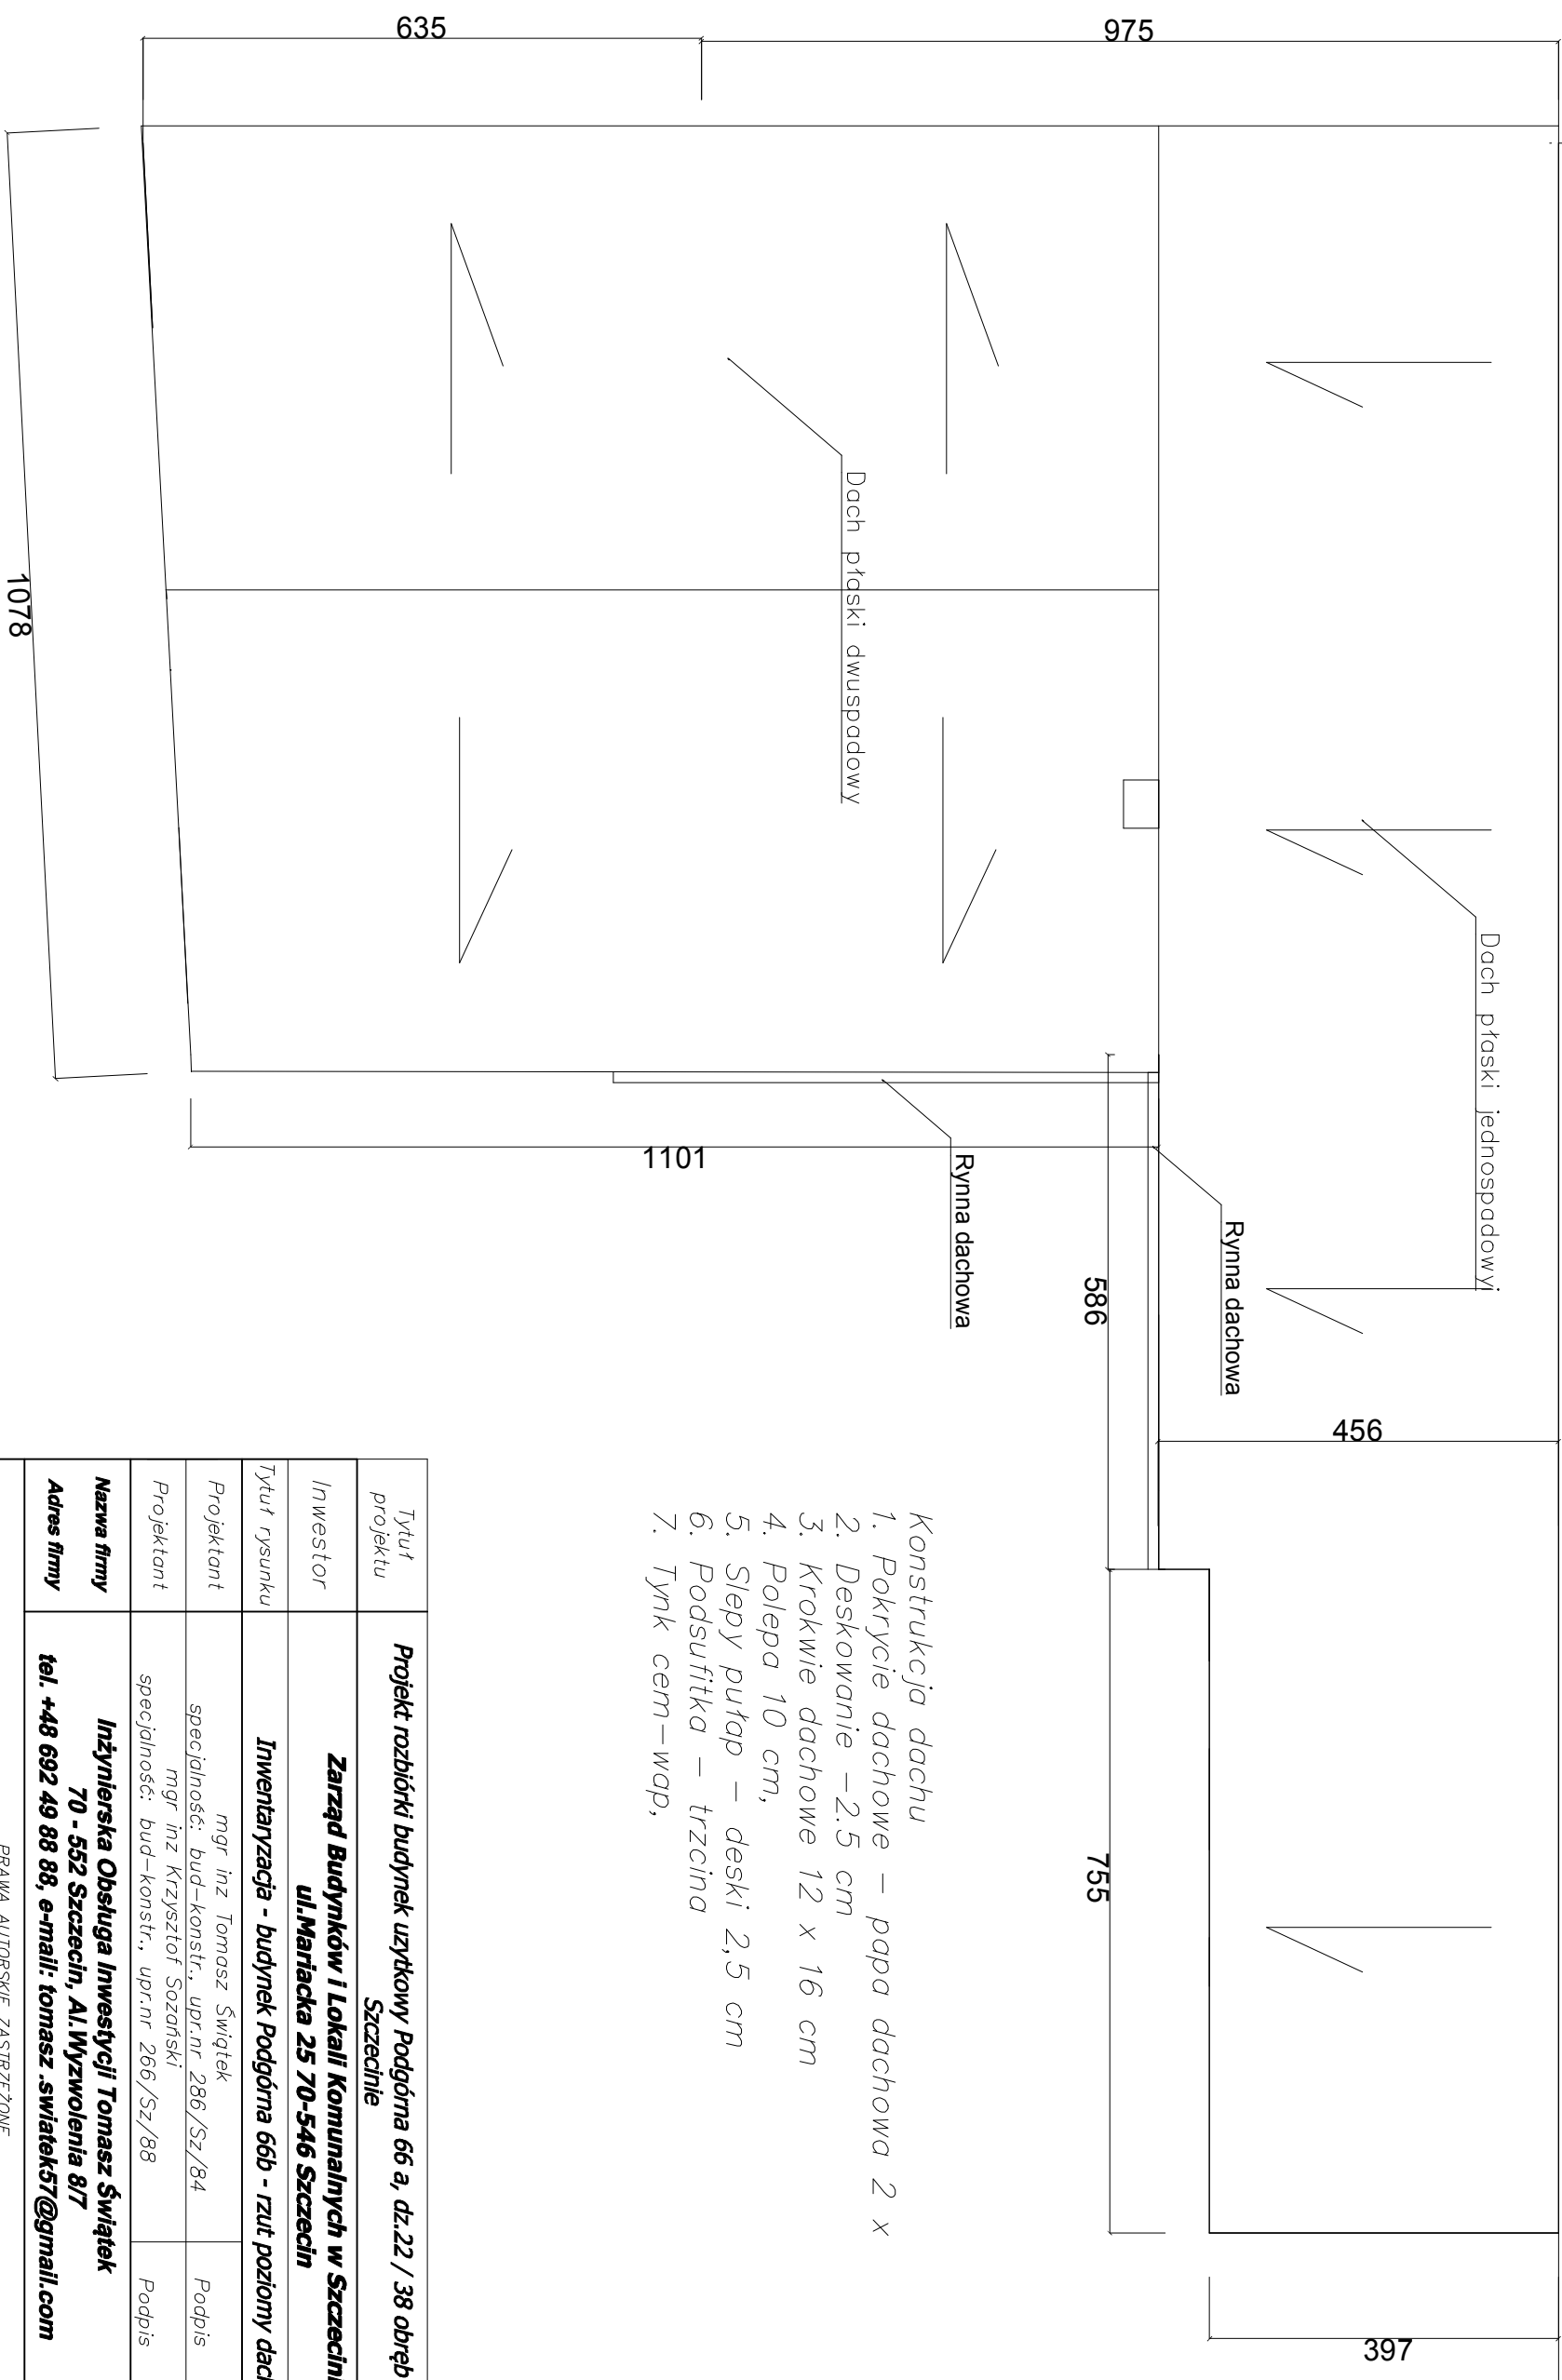 635
975
Dach płaski jednospadowyi
Dach płaski dwuspadowy
Rynna dachowa
Rynna dachowa
1078
1101
586
456
755
397
Konstrukcja dachu
1. Pokrycie dachowe – papa dachowa 2 x
2. Deskowanie –2.5 cm
3. Krokwie dachowe 12 x 16 cm
4. Polepa 10 cm,
5. Slepy pułap – deski 2,5 cm
6. Podsufitka – trzcina
7. Tynk cem–wap,
Tytuł projektu
Projekt rozbiórki budynek uzytkowy Podgórna 66 a, dz.22 / 38 obręb
Szczecinie
Inwestor
Zarząd Budynków i Lokali Komunalnych w Szczecini
ul.Mariacka 25 70-546 Szczecin
Tytuł rysunku
Inwentaryzacja - budynek Podgórna 66b - rzut poziomy dach
Projektant
mgr inz Tomasz Świątek
specjalność: bud–konstr., upr.nr 286/Sz/84
Podpis
Projektant
mgr inz Krzysztof Sozański
specjalność: bud–konstr., upr.nr 266/Sz/88
Podpis
Nazwa firmy
Inżynierska Obsługa Inwestycji Tomasz Świątek
70 - 552 Szczecin, Al.Wyzwolenia 8/7
Adres firmy
tel. +48 692 49 88 88, e-mail: tomasz.swiatek57@gmail.com
PRAWA AUTORSKIE ZASTRZEŻONE